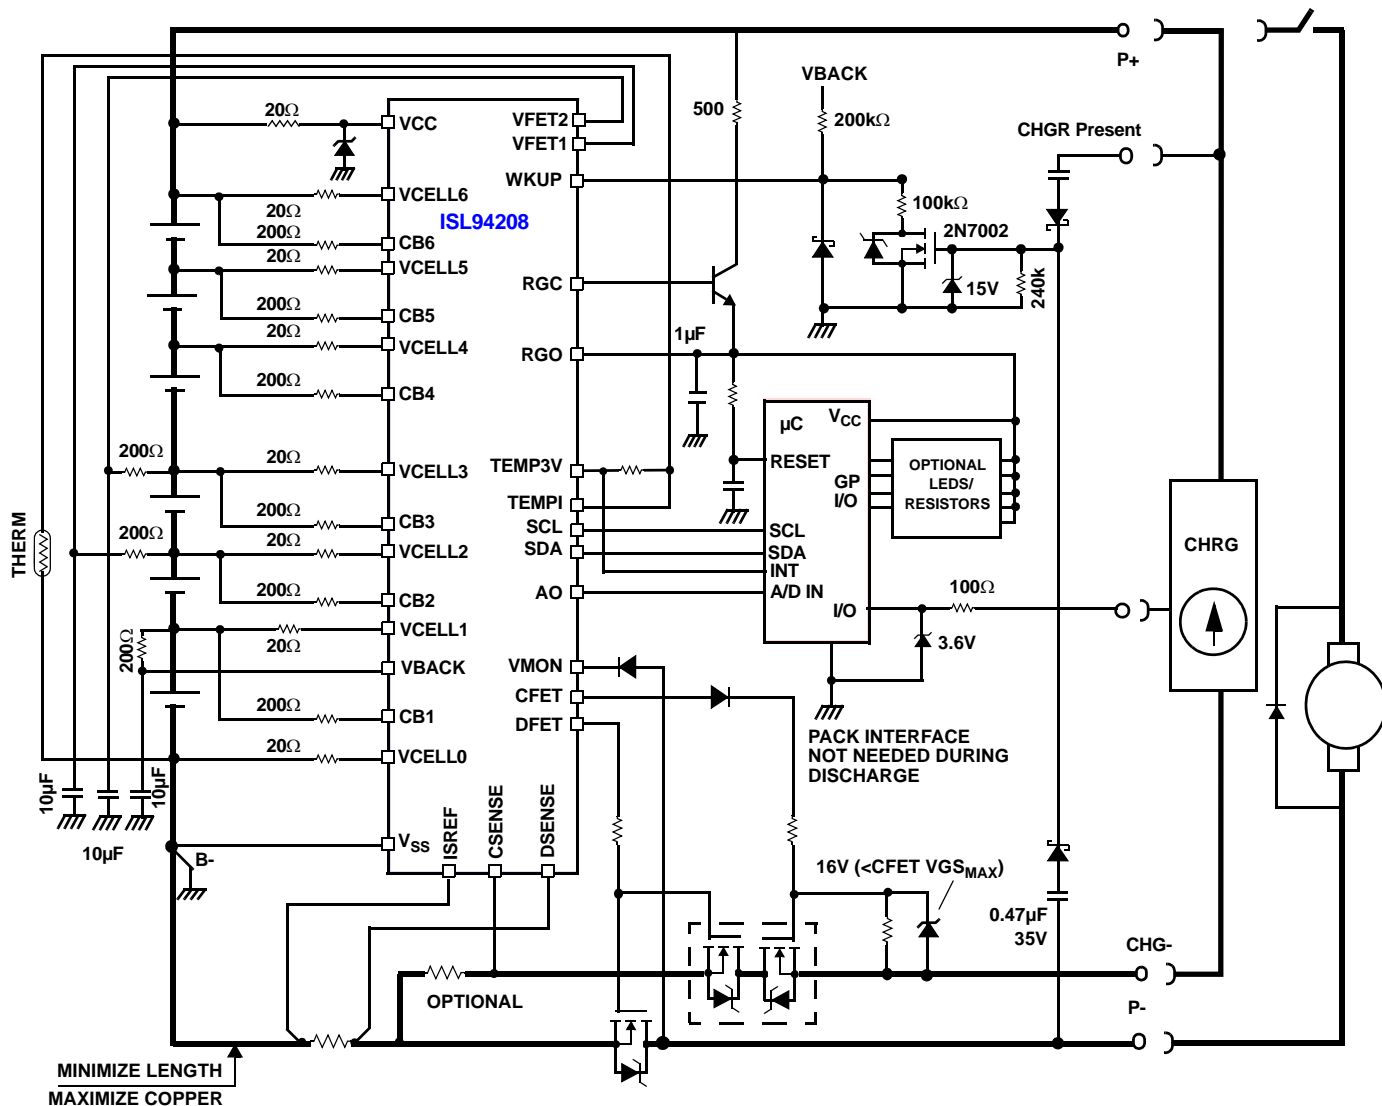 P+
VBACK
20Ω
500
200kΩ
CHGR Present
VCC
VFET2
VFET1
WKUP
VCELL6
20Ω
ISL94208
100kΩ
2N7002
200Ω
CB6
20Ω
VCELL5
RGC
15V
240k
200Ω
CB5
20Ω
VCELL4
1µF
RGO
200Ω
CB4
µC
VCC
200Ω
20Ω
VCELL3
TEMP3V
RESET
OPTIONAL
LEDS/
RESISTORS
GP
I/O
TEMPI
200Ω
CB3
SCL
SCL
THERM
200Ω
20Ω
VCELL2
SDA
SDA
INT
CHRG
200Ω
CB2
AO
A/D IN
100Ω
I/O
VCELL1
200Ω
20Ω
3.6V
VBACK
VMON
CFET
200Ω
CB1
DFET
PACK INTERFACE
NOT NEEDED DURING
DISCHARGE
20Ω
VCELL0
10µF
10µF
10µF
VSS
ISREF
CSENSE
DSENSE
B-
16V (<CFET VGSMAX)
0.47µF
35V
CHG-
OPTIONAL
P-
MINIMIZE LENGTH
MAXIMIZE COPPER